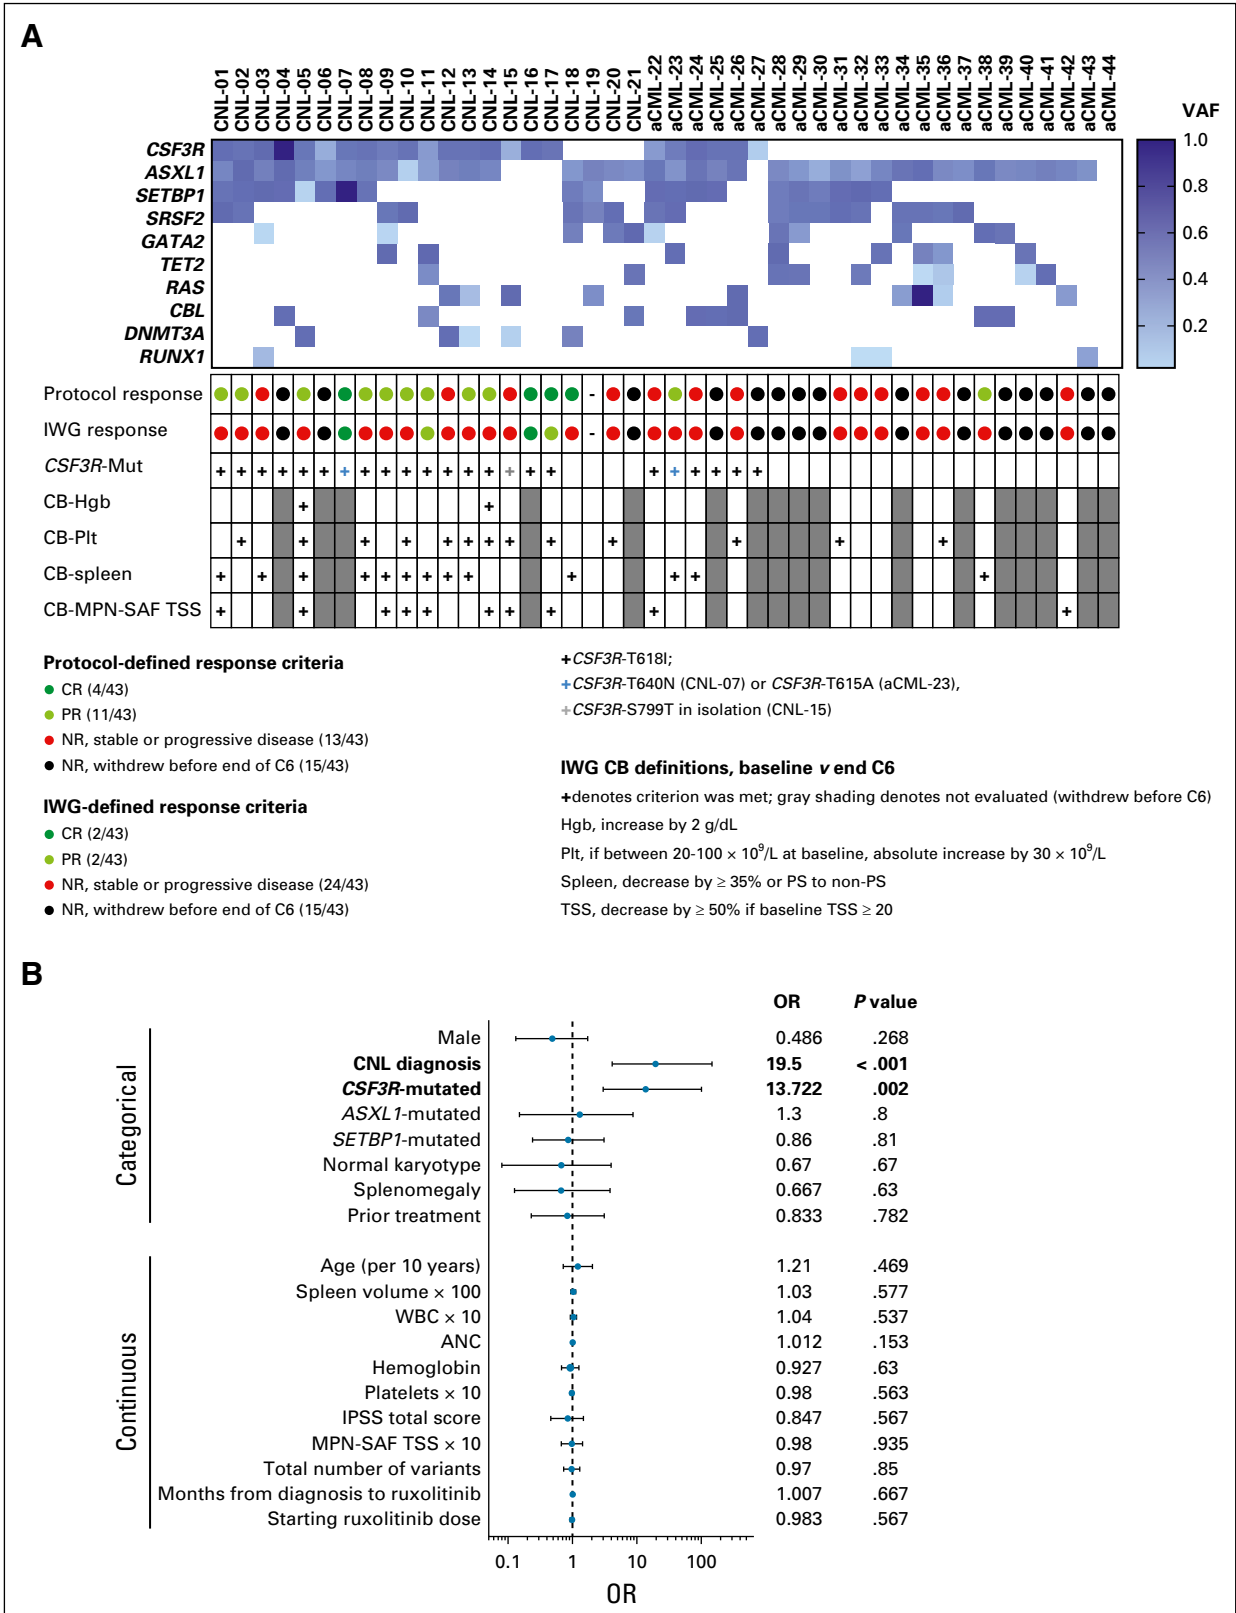 A
CNL-01 CNL-02 CNL-03 CNL-04 CNL-05 CNL-06 CNL-07 CNL-08 CNL-09 CNL-10 CNL-11 CNL-12 CNL-13 CNL-14 CNL-15 CNL-16 CNL-17 CNL-18 CNL-19 CNL-20 CNL-21 aCML-22 aCML-23 aCML-24 aCML-25 aCML-26 aCML-27 aCML-28 aCML-29 aCML-30 aCML-31 aCML-32 aCML-33 aCML-34 aCML-35 aCML-36 aCML-37 aCML-38 aCML-39 aCML-40 aCML-41 aCML-42 aCML-43 aCML-44
VAF
1.0
0.8
0.6
0.4
0.2
CSF3R
ASXL1
SETBP1
SRSF2
GATA2
TET2
RAS
CBL
DNMT3A
RUNX1
Protocol response -
IWG response -
CSF3R-Mut + + + + + + + + + + + + + + + + + + + + + + +
CB-Hgb + +
CB-Plt + + + + + + + + + + + + +
CB-spleen + + + + + + + + + + + + +
CB-MPN-SAF TSS + + + + + + + + + +
Protocol-defined response criteria
CR (4/43)
PR (11/43)
NR, stable or progressive disease (13/43)
NR, withdrew before end of C6 (15/43)
IWG-defined response criteria
CR (2/43)
PR (2/43)
NR, stable or progressive disease (24/43)
NR, withdrew before end of C6 (15/43)
+CSF3R-T618I;
+CSF3R-T640N (CNL-07) or CSF3R-T615A (aCML-23),
+CSF3R-S799T in isolation (CNL-15)
IWG CB definitions, baseline v end C6
+denotes criterion was met; gray shading denotes not evaluated (withdrew before C6)
Hgb, increase by 2 g/dL
Plt, if between 20-100 × 10⁹/L at baseline, absolute increase by 30 × 10⁹/L
Spleen, decrease by ≥ 35% or PS to non-PS
TSS, decrease by ≥ 50% if baseline TSS ≥ 20
B
OR P value
Categorical
Male 0.486 .268
CNL diagnosis 19.5 < .001
CSF3R-mutated 13.722 .002
ASXL1-mutated 1.3 .8
SETBP1-mutated 0.86 .81
Normal karyotype 0.67 .67
Splenomegaly 0.667 .63
Prior treatment 0.833 .782
Continuous
Age (per 10 years) 1.21 .469
Spleen volume × 100 1.03 .577
WBC × 10 1.04 .537
ANC 1.012 .153
Hemoglobin 0.927 .63
Platelets × 10 0.98 .563
IPSS total score 0.847 .567
MPN-SAF TSS × 10 0.98 .935
Total number of variants 0.97 .85
Months from diagnosis to ruxolitinib 1.007 .667
Starting ruxolitinib dose 0.983 .567
0.1 1 10 100
OR